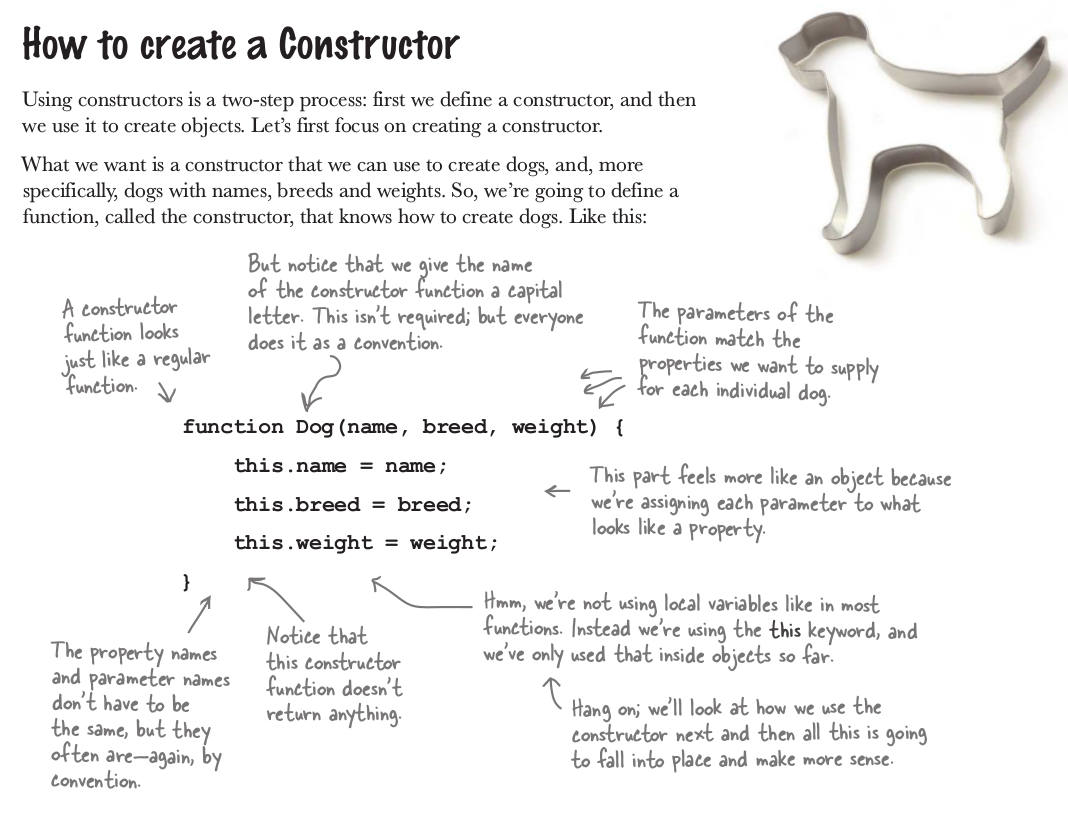 How to create a Constructor
Using constructors is a two-step process: first we define a constructor, and then
we use it to create objects. Let’s first focus on creating a constructor.
What we want is a constructor that we can use to create dogs, and, more
specifically, dogs with names, breeds and weights. So, we’re going to define a
function, called the constructor, that knows how to create dogs. Like this:
A constructor
function looks
just like a regular
function.
But notice that we give the name
of the constructor function a capital
letter. This isn’t required; but everyone
does it as a convention.
The parameters of the
function match the
properties we want to supply
for each individual dog.
function Dog(name, breed, weight) {
this.name = name;
this.breed = breed;
this.weight = weight;
}
This part feels more like an object because
we’re assigning each parameter to what
looks like a property.
The property names
and parameter names
don’t have to be
the same, but they
often are—again, by
convention.
Notice that
this constructor
function doesn’t
return anything.
Hmm, we’re not using local variables like in most
functions. Instead we’re using the this keyword, and
we’ve only used that inside objects so far.
Hang on; we’ll look at how we use the
constructor next and then all this is going
to fall into place and make more sense.